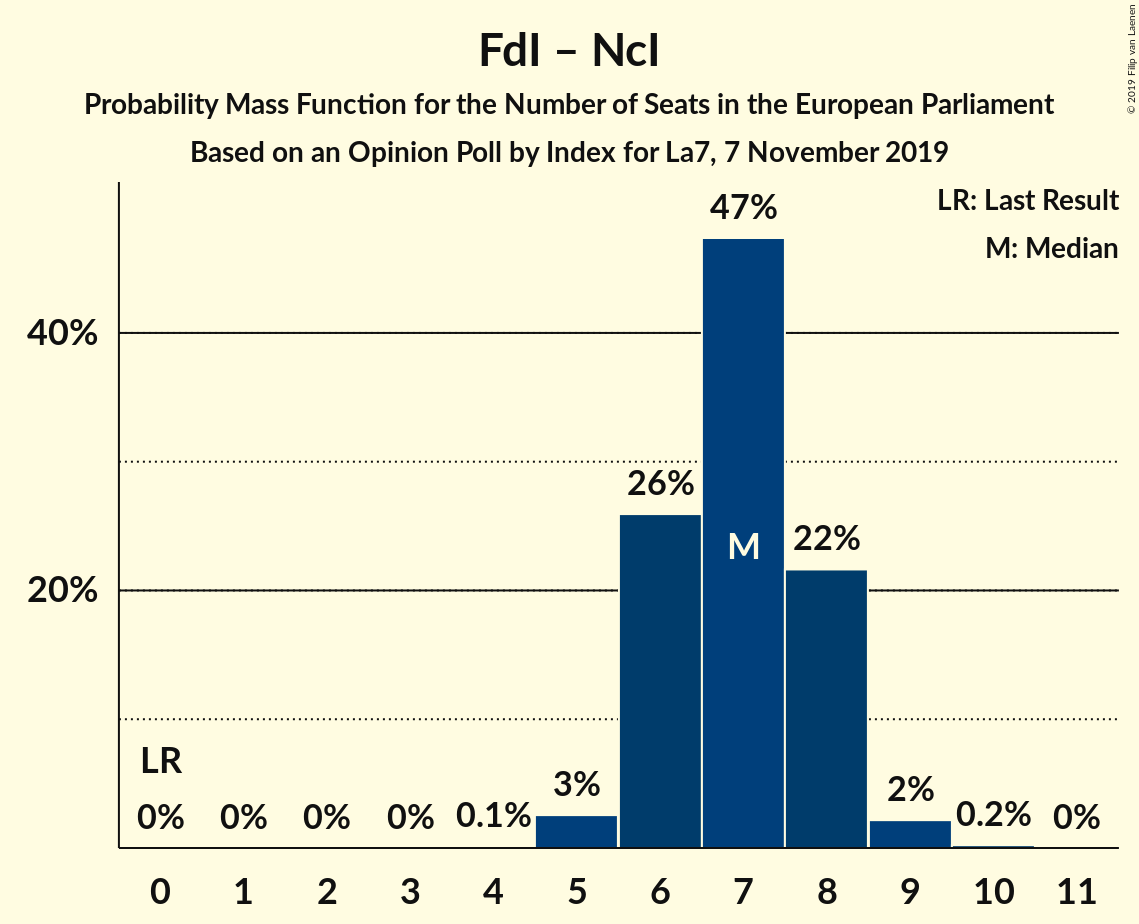 FdI – NcI
Probability Mass Function for the Number of Seats in the European Parliament
Based on an Opinion Poll by Index for La7, 7 November 2019
© 2019 Filip van Laenen
LR: Last Result
M: Median
47%
40%
26%
22%
M
20%
LR
3%
2%
0% 0% 0% 0% 0.1% 0.2% 0%
0 1 2 3 4 5 6 7 8 9 10 11